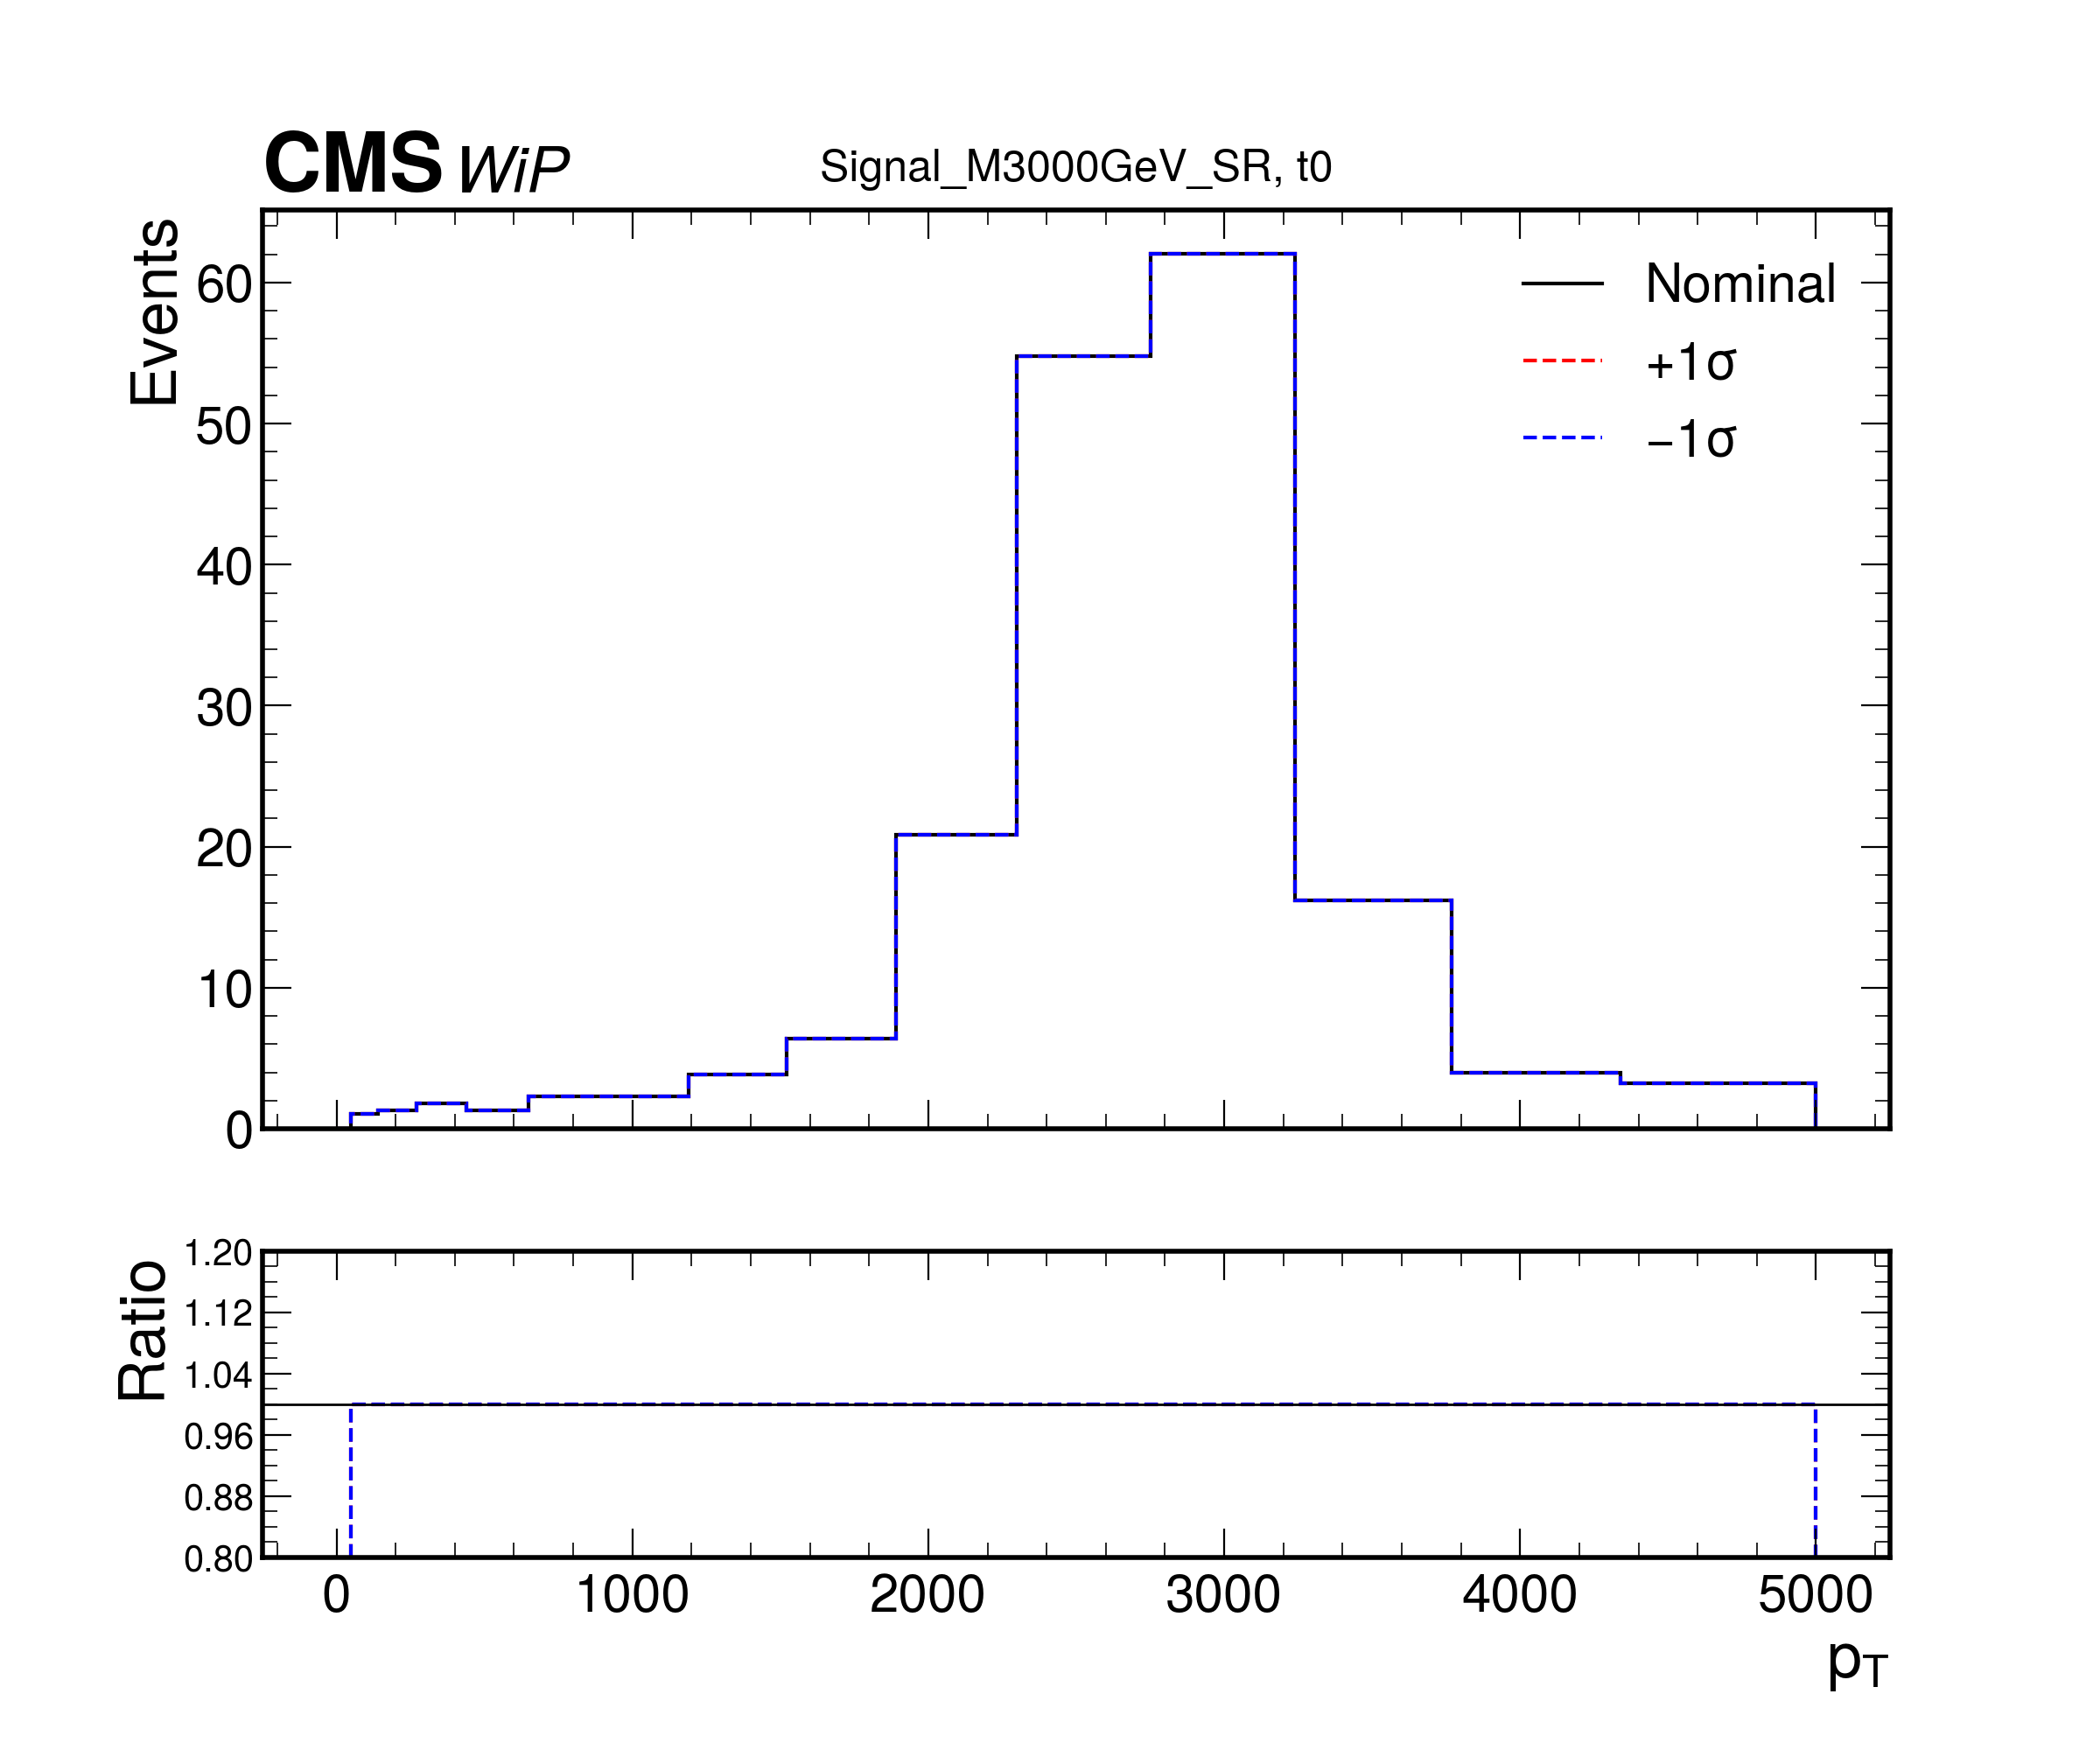 CMS WiP
Signal_M3000GeV_SR, t0
Events
60
50
40
30
20
10
0
Nominal
+1σ
−1σ
Ratio
1.20
1.12
1.04
0.96
0.88
0.80
0 1000 2000 3000 4000 5000
pT